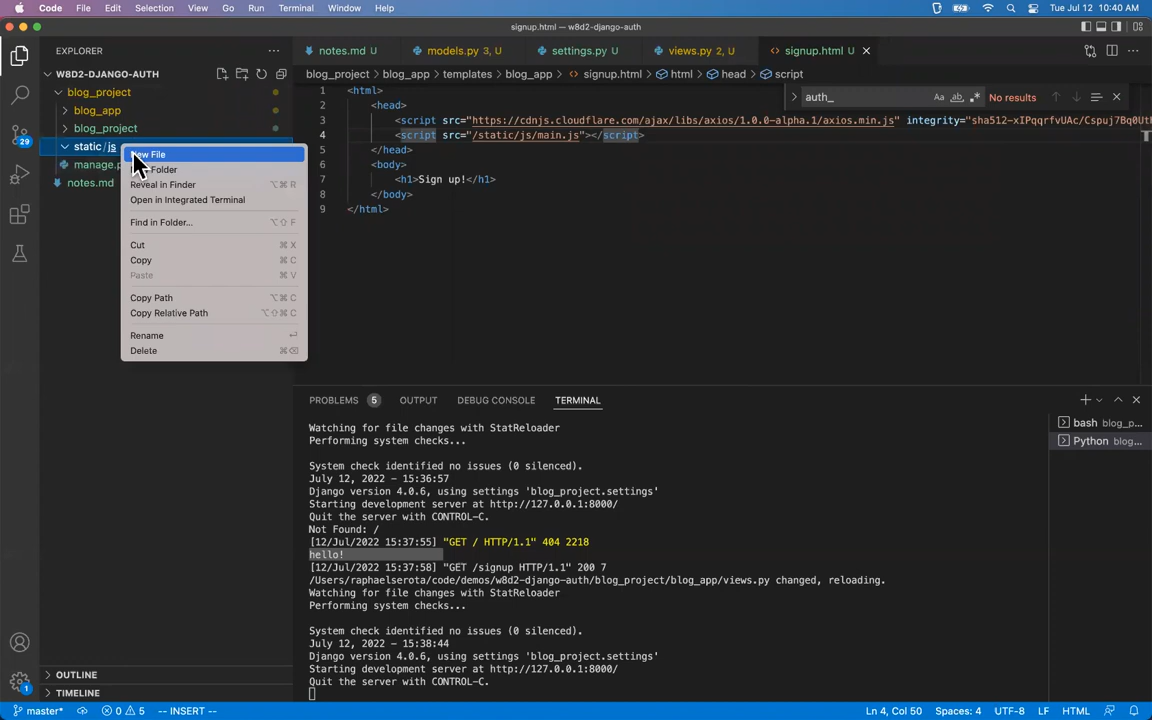 Code File Edit Selection View Go Run Terminal Window Help Tue Jul 12 10:40 AM
signup.html — w8d2-django-auth
EXPLORER
notes.md U
models.py 3, U
settings.py U
views.py 2, U
signup.html U
W8D2-DJANGO-AUTH
blog_project > blog_app > templates > blog_app > signup.html > html > head > script
blog_project
blog_app
blog_project
static / js
manage.p
notes.md
New File
Folder
Reveal in Finder ⌥⌘R
Open in Integrated Terminal
Find in Folder... ⌥⇧F
Cut ⌘X
Copy ⌘C
Paste ⌘V
Copy Path ⌥⌘C
Copy Relative Path ⌥⇧⌘C
Rename
Delete ⌘⌫
auth_ Aa ab .* No results
1 <html>
2 <head>
3 <script src="https://cdnjs.cloudflare.com/ajax/libs/axios/1.0.0-alpha.1/axios.min.js" integrity="sha512-xIPqqrfvUAc/Cspuj7Bq0Ut
4 <script src="/static/js/main.js"></script>
5 </head>
6 <body>
7 <h1>Sign up!</h1>
8 </body>
9 </html>
PROBLEMS 5 OUTPUT DEBUG CONSOLE TERMINAL
Watching for file changes with StatReloader
Performing system checks...
System check identified no issues (0 silenced).
July 12, 2022 - 15:36:57
Django version 4.0.6, using settings 'blog_project.settings'
Starting development server at http://127.0.0.1:8000/
Quit the server with CONTROL-C.
Not Found: /
[12/Jul/2022 15:37:55] "GET / HTTP/1.1" 404 2218
hello!
[12/Jul/2022 15:37:58] "GET /signup HTTP/1.1" 200 7
/Users/raphaelserota/code/demos/w8d2-django-auth/blog_project/blog_app/views.py changed, reloading.
Watching for file changes with StatReloader
Performing system checks...
System check identified no issues (0 silenced).
July 12, 2022 - 15:38:44
Django version 4.0.6, using settings 'blog_project.settings'
Starting development server at http://127.0.0.1:8000/
Quit the server with CONTROL-C.
bash blog_p...
Python blog...
29
1
OUTLINE
TIMELINE
master* 0 5 -- INSERT -- Ln 4, Col 50 Spaces: 4 UTF-8 LF HTML